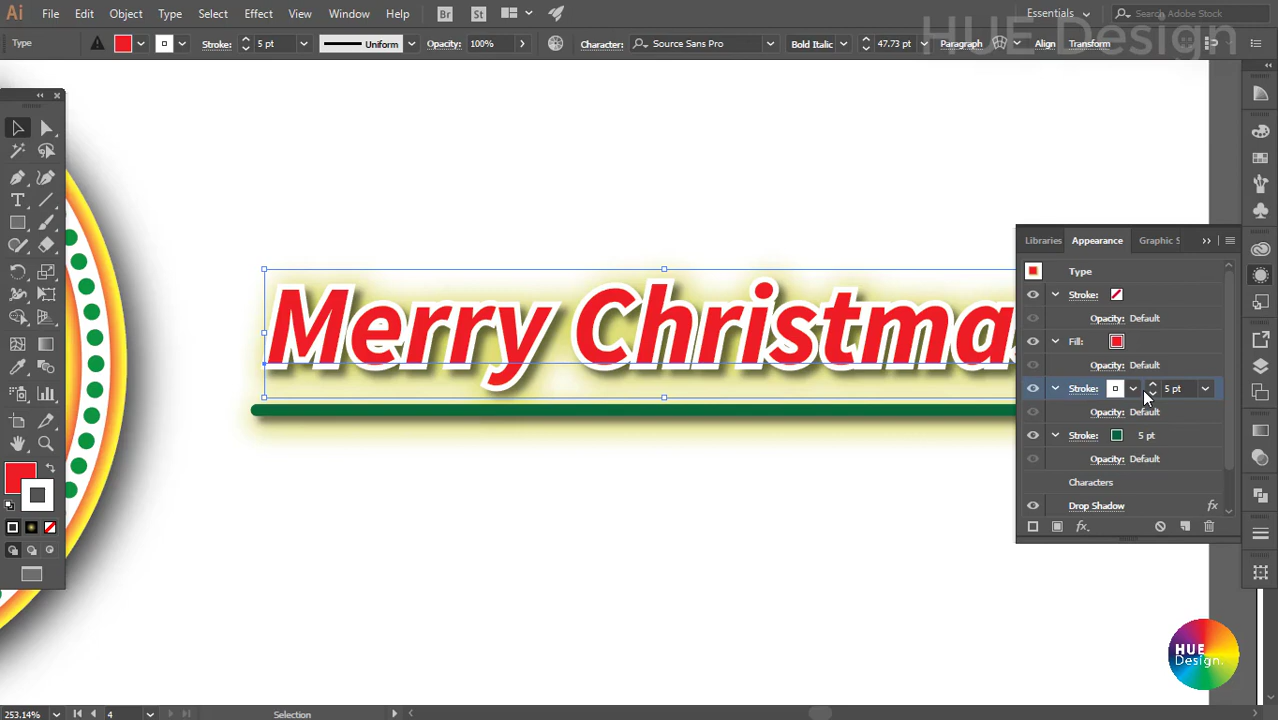 Ai File Edit Object Type Select Effect View Window Help Br St Essentials Search Adobe Stock
HUE Design
Type Stroke: 5 pt Uniform Opacity: 100% Character: Source Sans Pro Bold Italic 47.73 pt Paragraph Align Transform
Libraries Appearance Graphic S
Type
Stroke:
Opacity: Default
Fill:
Opacity: Default
Stroke: 5 pt
Opacity: Default
Stroke: 5 pt
Opacity: Default
Characters
Drop Shadow fx
fx.
Merry Christma
HUE
Design.
253.14% 4 Selection